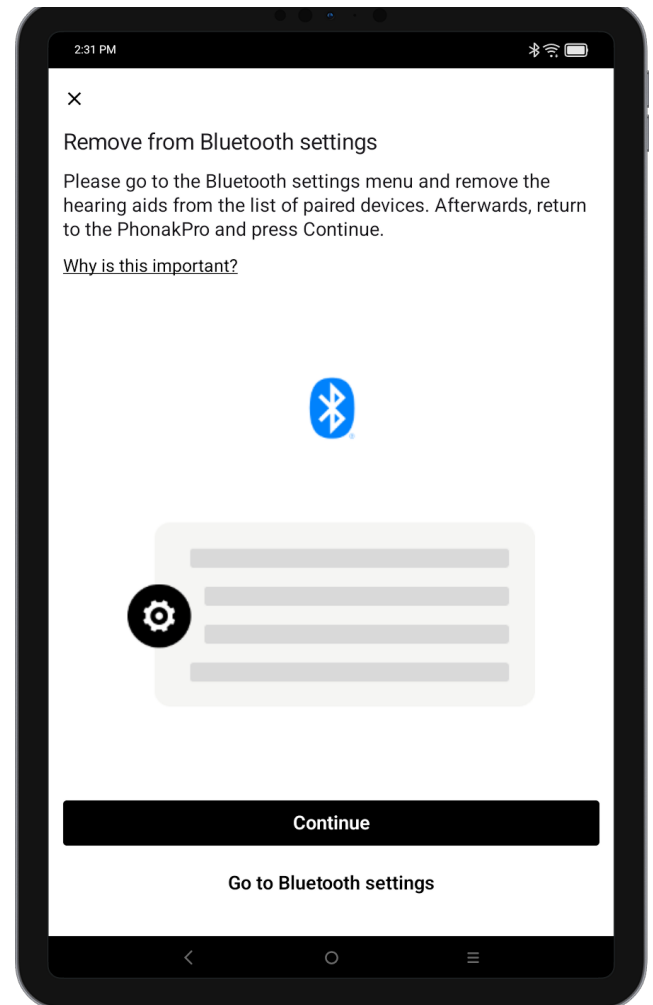 2:31 PM
Remove from Bluetooth settings
Please go to the Bluetooth settings menu and remove the
hearing aids from the list of paired devices. Afterwards, return
to the PhonakPro and press Continue.
Why is this important?
Continue
Go to Bluetooth settings